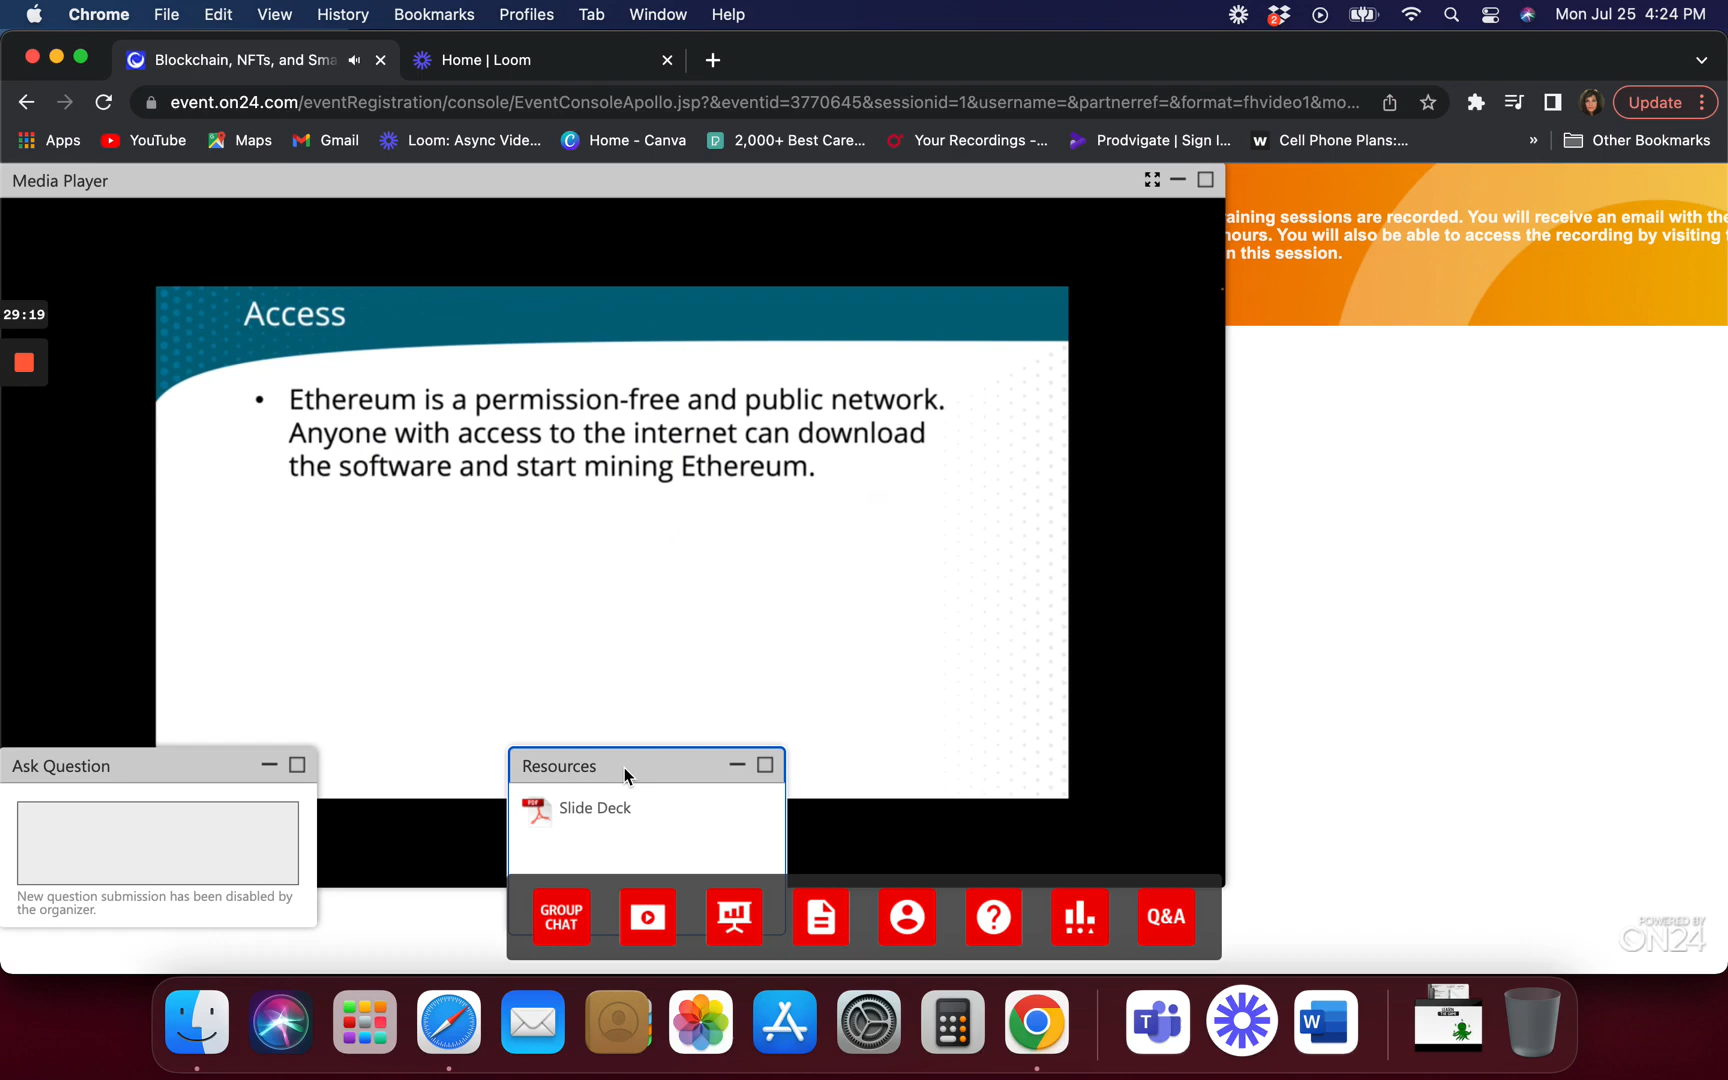 Chrome File Edit View History Bookmarks Profiles Tab Window Help
2
Mon Jul 25 4:24 PM
Blockchain, NFTs, and Sma
Home | Loom
event.on24.com/eventRegistration/console/EventConsoleApollo.jsp?&eventid=3770645&sessionid=1&username=&partnerref=&format=fhvideo1&mo...
Update
Apps YouTube Maps Gmail Loom: Async Vide... Home - Canva 2,000+ Best Care... Your Recordings -... Prodvigate | Sign I... Cell Phone Plans:... » Other Bookmarks
Media Player
aining sessions are recorded. You will receive an email with the
hours. You will also be able to access the recording by visiting
n this session.
29:19
Access
• Ethereum is a permission-free and public network.
Anyone with access to the internet can download
the software and start mining Ethereum.
Ask Question
New question submission has been disabled by
the organizer.
Resources
PDF
Slide Deck
GROUP
CHAT
Q&A
POWERED BY
ON24
T
W